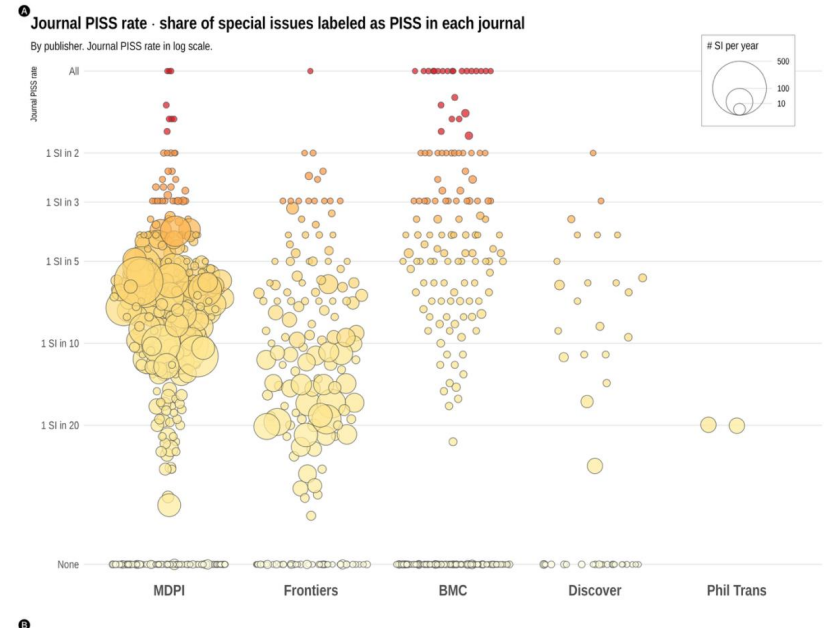 A
Journal PISS rate · share of special issues labeled as PISS in each journal
By publisher. Journal PISS rate in log scale.
# SI per year
500
100
10
Journal PISS rate
All
1 SI in 2
1 SI in 3
1 SI in 5
1 SI in 10
1 SI in 20
None
MDPI
Frontiers
BMC
Discover
Phil Trans
B